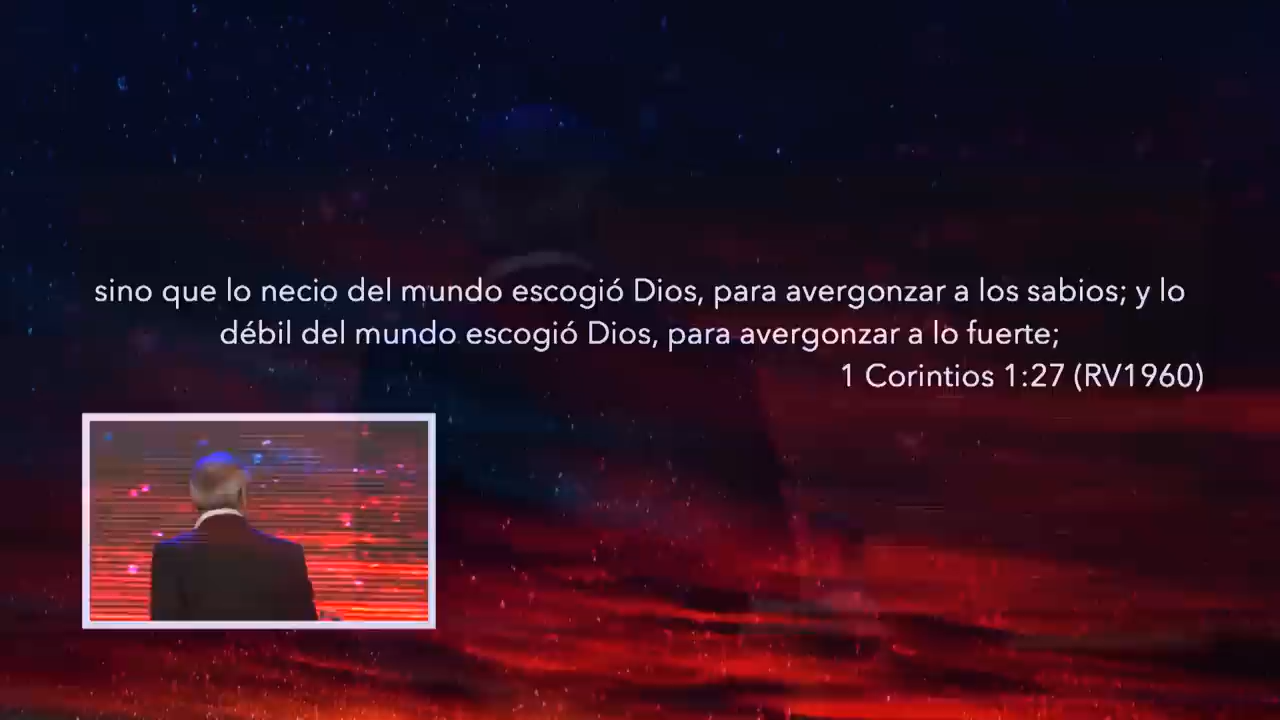 sino que lo necio del mundo escogió Dios, para avergonzar a los sabios; y lo
débil del mundo escogió Dios, para avergonzar a lo fuerte;
1 Corintios 1:27 (RV1960)